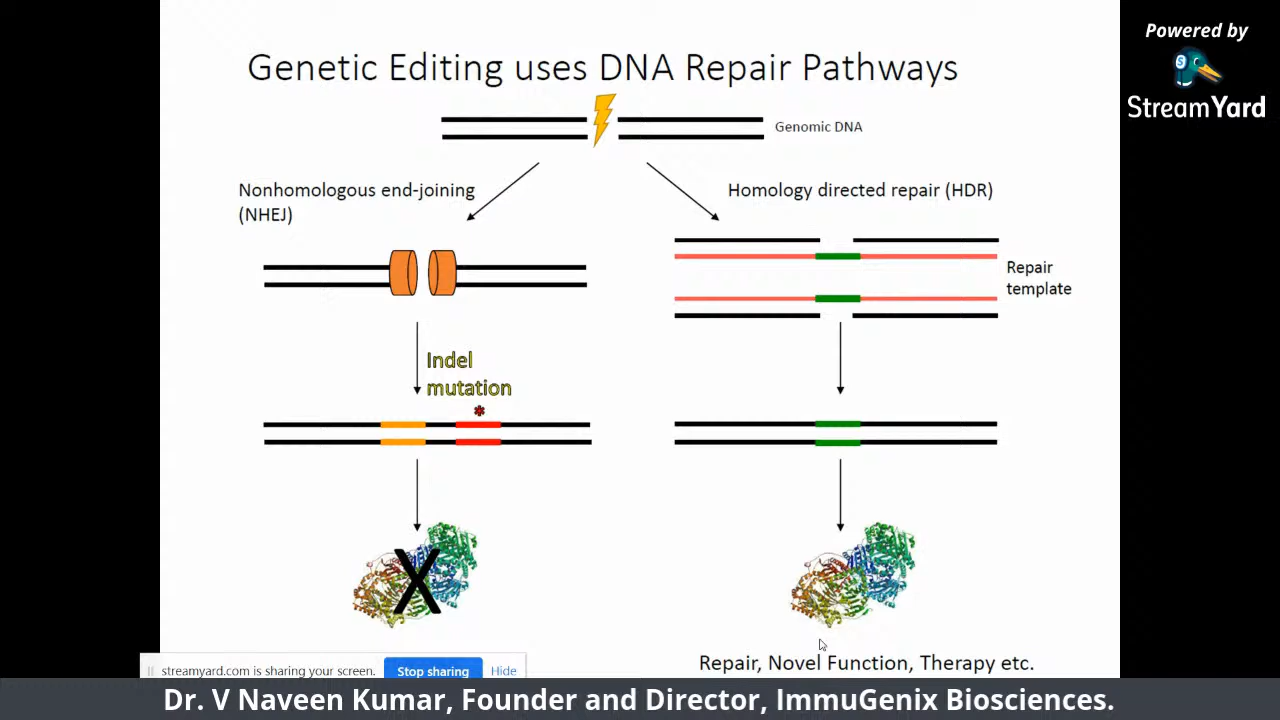 Powered by
StreamYard
Genetic Editing uses DNA Repair Pathways
Genomic DNA
Nonhomologous end-joining
(NHEJ)
Homology directed repair (HDR)
Repair
template
Indel
mutation
*
X
Repair, Novel Function, Therapy etc.
streamyard.com is sharing your screen.
Stop sharing
Hide
Dr. V Naveen Kumar, Founder and Director, ImmuGenix Biosciences.